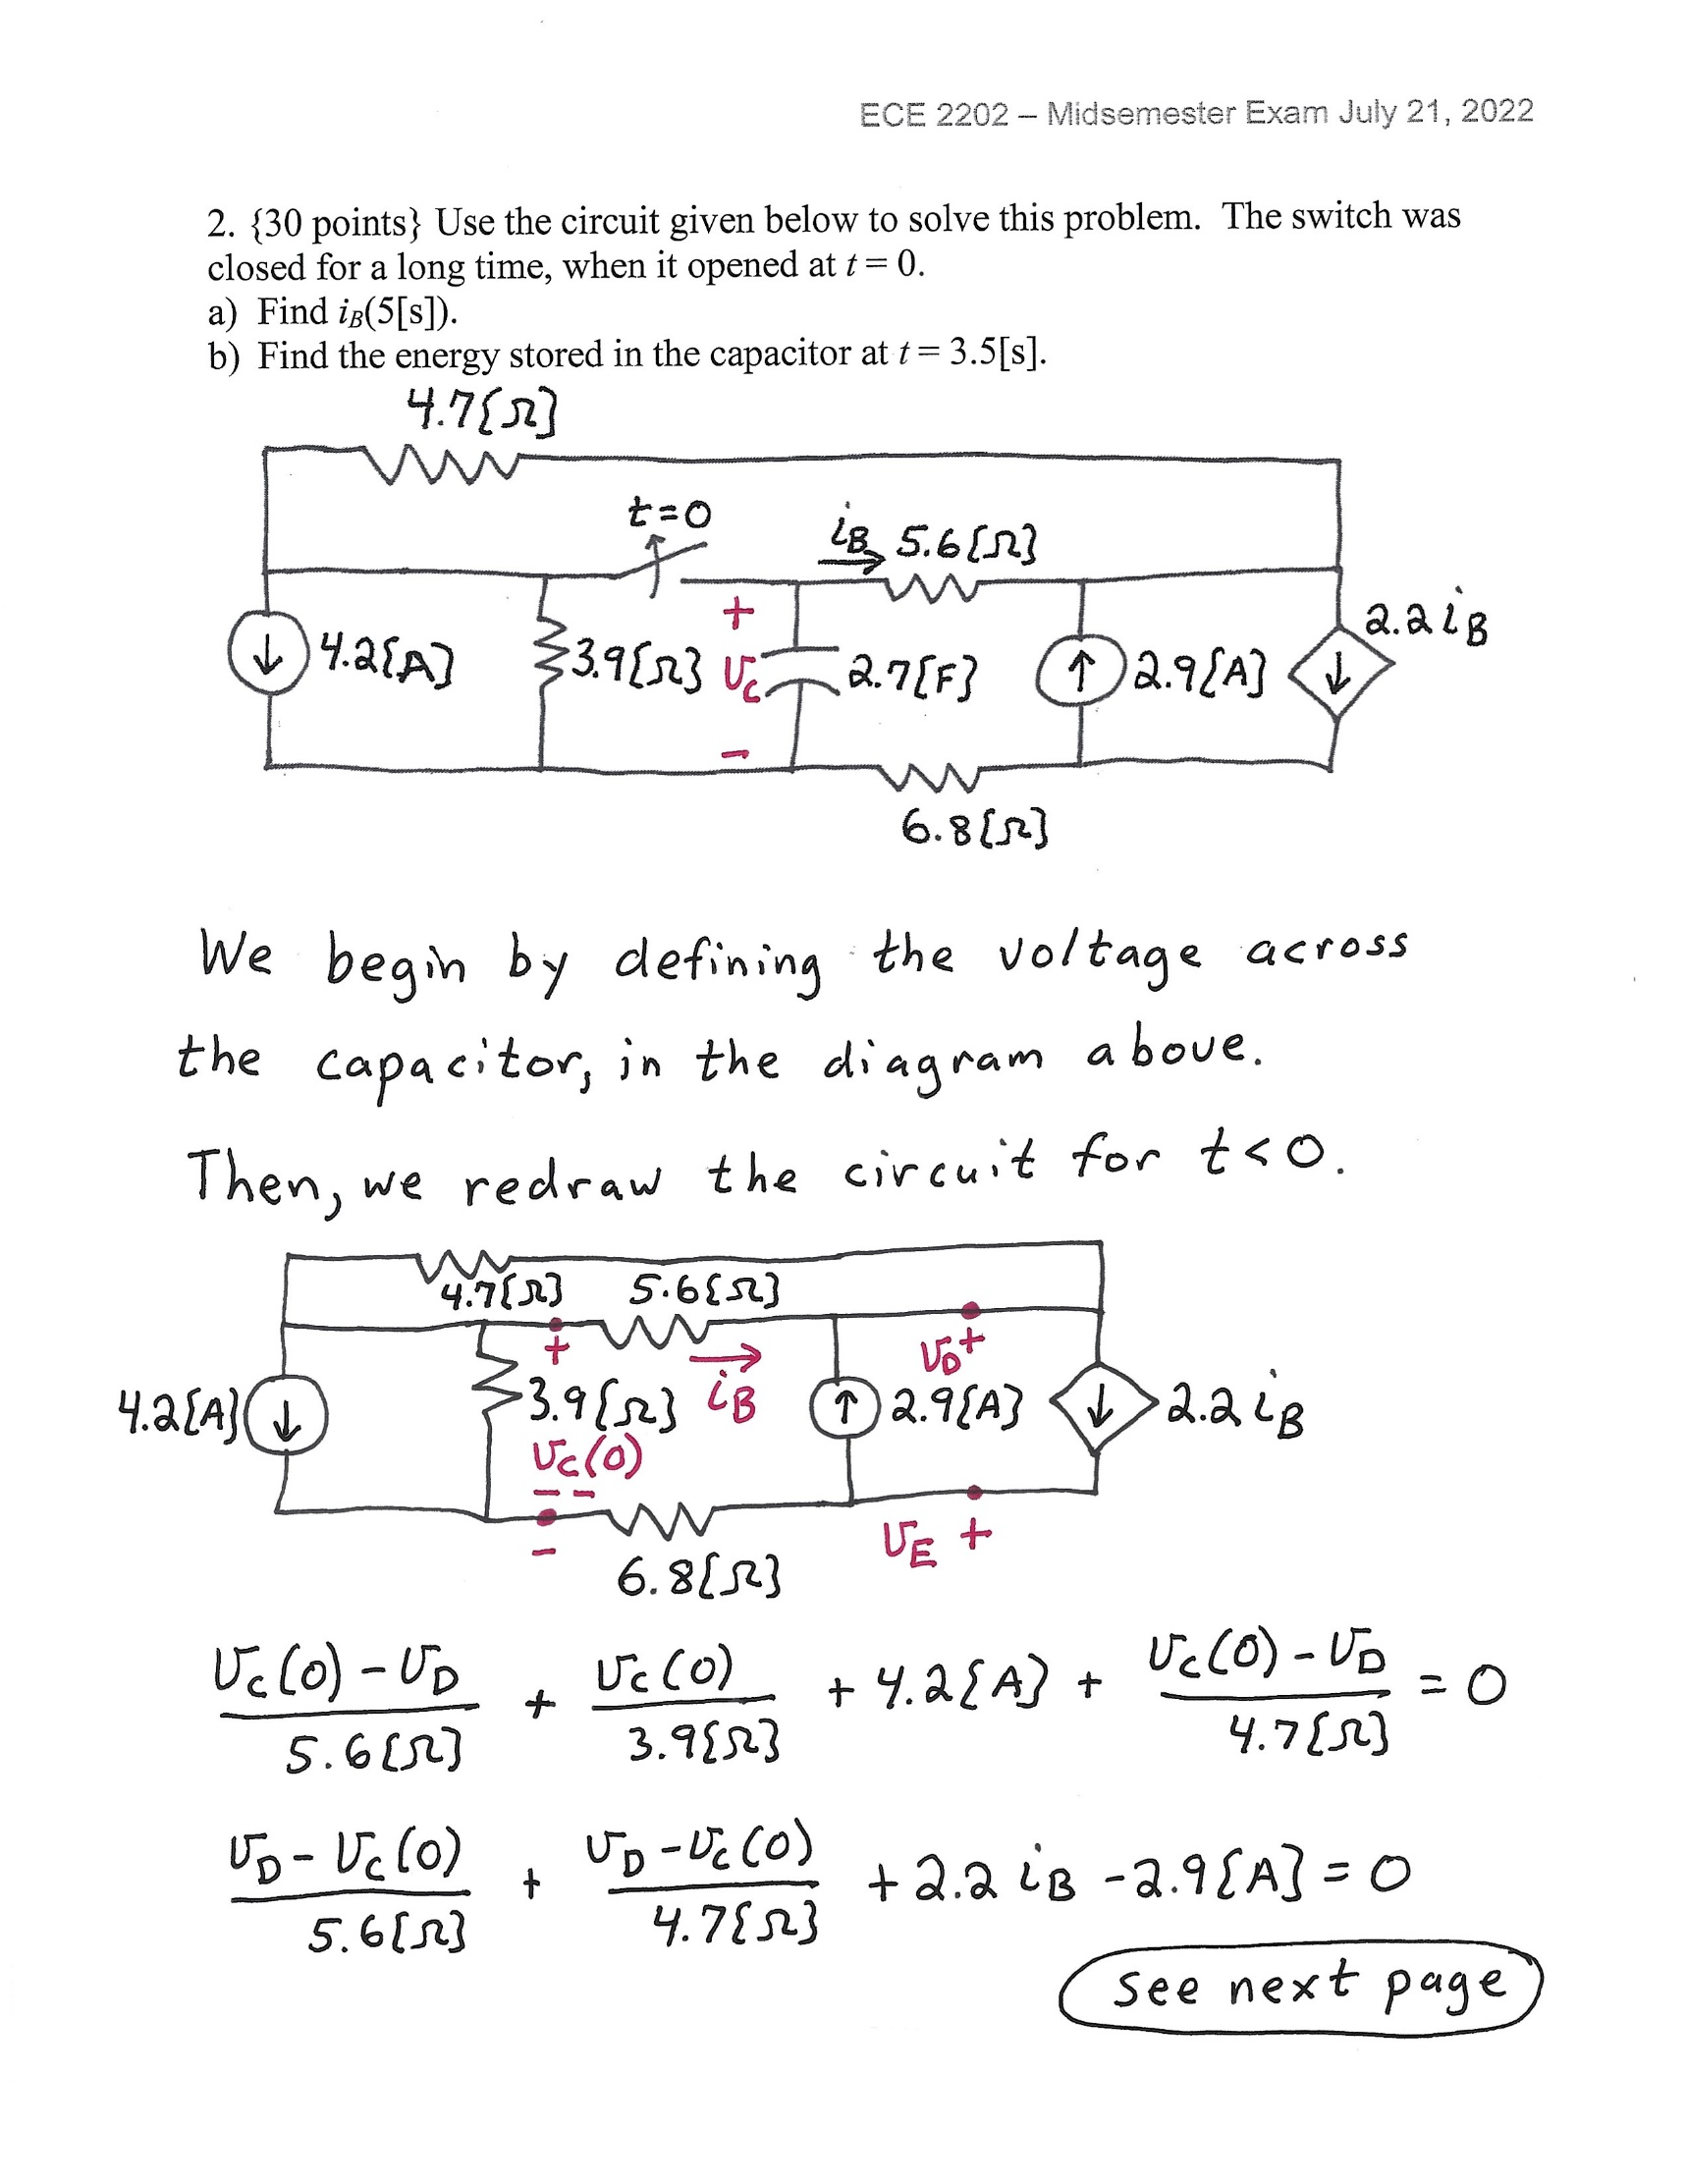 ECE 2202 – Midsemester Exam July 21, 2022
2. {30 points} Use the circuit given below to solve this problem. The switch was
closed for a long time, when it opened at t = 0.
a) Find iB(5[s]).
b) Find the energy stored in the capacitor at t = 3.5[s].
4.7[Ω]
t=0
iB 5.6[Ω]
+
2.2 iB
4.2[A]
3.9[Ω]
vC
2.7[F]
2.9[A]
-
6.8[Ω]
We begin by defining the voltage across
the capacitor, in the diagram above.
Then, we redraw the circuit for t<0.
4.7[Ω]
5.6[Ω]
+
vD +
4.2[A]
3.9[Ω]
iB
2.9[A]
2.2 iB
vC(0)
- -
-
vE +
6.8[Ω]
vC(0) - vD / 5.6[Ω] + vC(0) / 3.9[Ω] + 4.2[A] + vC(0) - vD / 4.7[Ω] = 0
vD - vC(0) / 5.6[Ω] + vD - vC(0) / 4.7[Ω] + 2.2 iB - 2.9[A] = 0
see next page